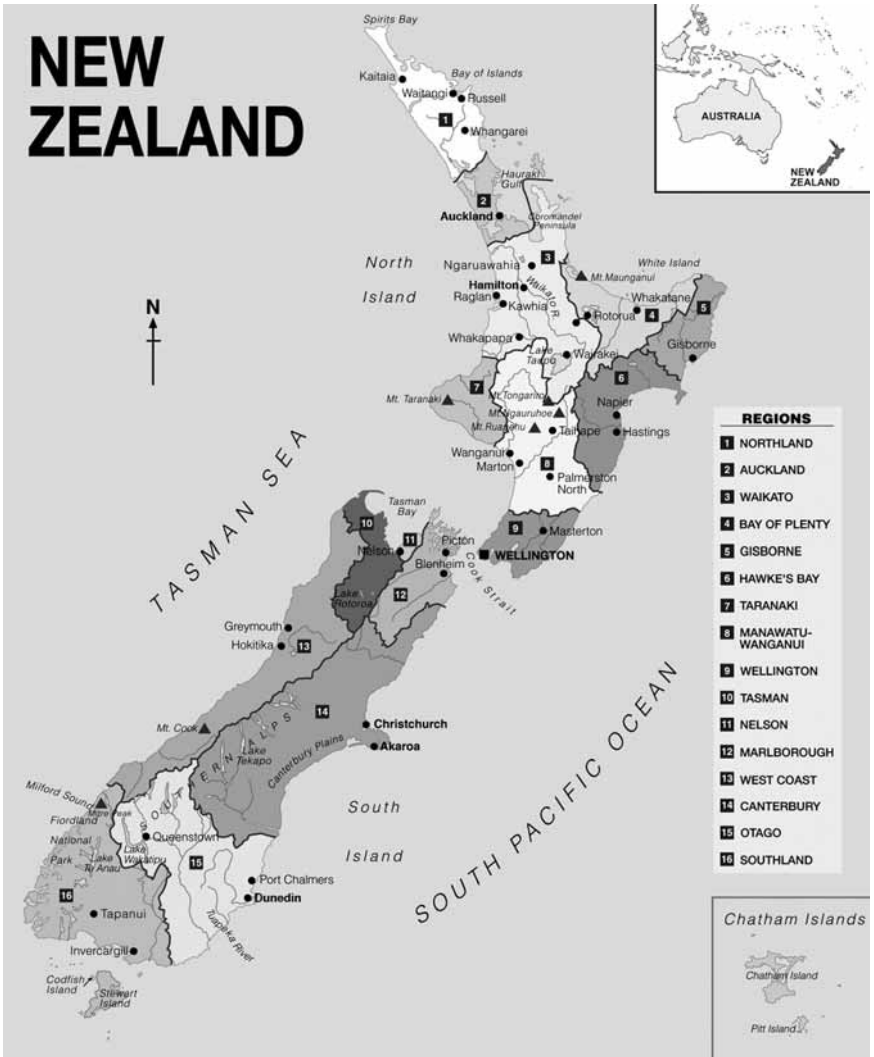 NEW
ZEALAND
Spirits Bay
Kaitaia
Bay of Islands
Waitangi
Russell
1
Whangarei
AUSTRALIA
NEW
ZEALAND
Hauraki
Gulf
2
Auckland
Coromandel
Peninsula
North
Island
Ngaruawahia
3
White Island
Mt. Maunganui
Hamilton
Waikato R.
Raglan
Kawhia
Whakatane
5
Rotorua
4
N
Whakapapa
Lake
Taupo
Wairakei
Gisborne
7
6
Mt. Taranaki
Mt. Tongariro
Mt. Ngauruhoe
Mt. Ruapehu
Napier
Taihape
Hastings
Wanganui
Marton
8
Palmerston
North
TASMAN SEA
Tasman
Bay
10
11
Nelson
Picton
9
Masterton
WELLINGTON
Blenheim
Cook Strait
Lake
Rotoroa
12
Greymouth
Hokitika
13
14
Christchurch
Akaroa
Mt. Cook
SOUTHERN ALPS
Lake
Tekapo
Canterbury Plains
SOUTH PACIFIC OCEAN
Milford Sound
Mitre Peak
Fiordland
National
Park
Lake
Te Anau
Queenstown
Lake
Wakatipu
South
Island
15
Port Chalmers
Dunedin
16
Tapanui
Tuapeka River
Invercargill
Codfish
Island
Stewart
Island
REGIONS
1 NORTHLAND
2 AUCKLAND
3 WAIKATO
4 BAY OF PLENTY
5 GISBORNE
6 HAWKE'S BAY
7 TARANAKI
8 MANAWATU-
WANGANUI
9 WELLINGTON
10 TASMAN
11 NELSON
12 MARLBOROUGH
13 WEST COAST
14 CANTERBURY
15 OTAGO
16 SOUTHLAND
Chatham Islands
Chatham Island
Pitt Island